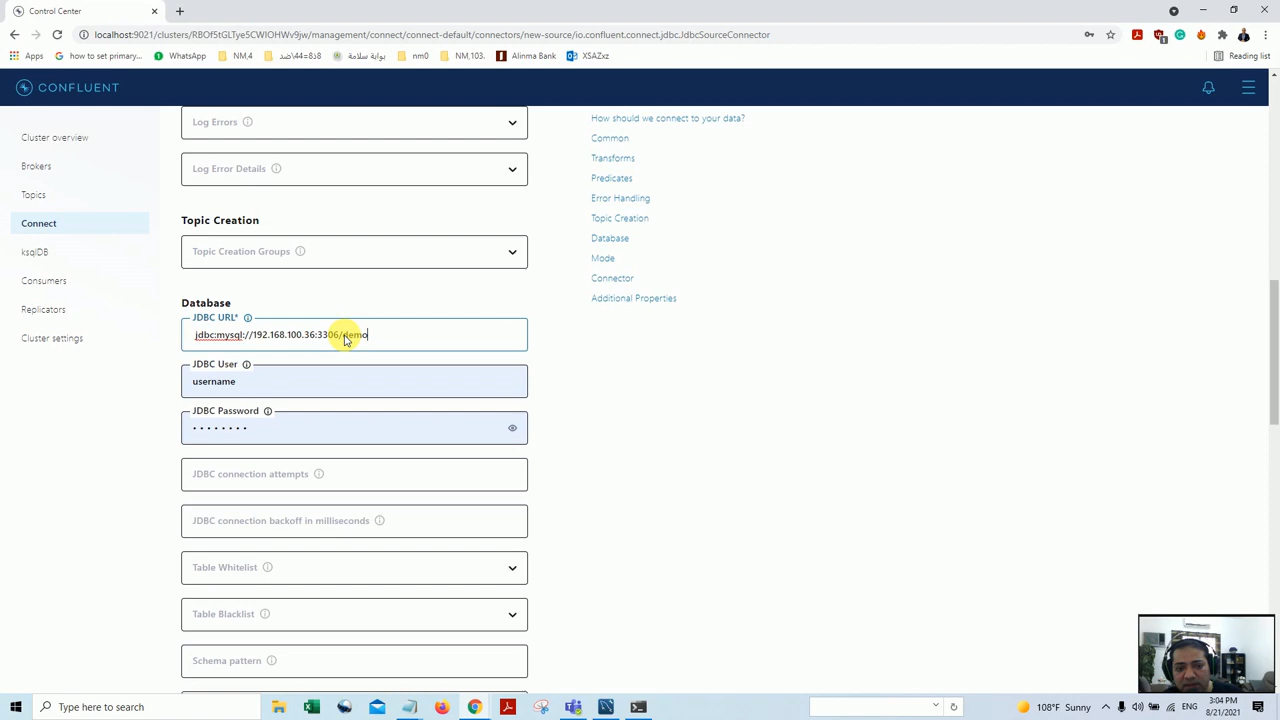 Control Center
localhost:9021/clusters/RBOf5tGLTye5CWIOHWv9jw/management/connect/connect-default/connectors/new-source/io.confluent.connect.jdbc.JdbcSourceConnector
Apps
how to set primary...
WhatsApp
NM,4
ضد8±44
nm0
بوابة سلامة
NM,103.
Alinma Bank
XSAZxz
Reading list
CONFLUENT
Cluster overview
Brokers
Topics
Connect
ksqlDB
Consumers
Replicators
Cluster settings
Log Errors
Log Error Details
Topic Creation
Topic Creation Groups
Database
JDBC URL*
jdbc:mysql://192.168.100.36:3306/demo
JDBC User
username
JDBC Password
JDBC connection attempts
JDBC connection backoff in milliseconds
Table Whitelist
Table Blacklist
Schema pattern
How should we connect to your data?
Common
Transforms
Predicates
Error Handling
Topic Creation
Database
Mode
Connector
Additional Properties
Type here to search
108°F Sunny
3:04 PM
8/21/2021